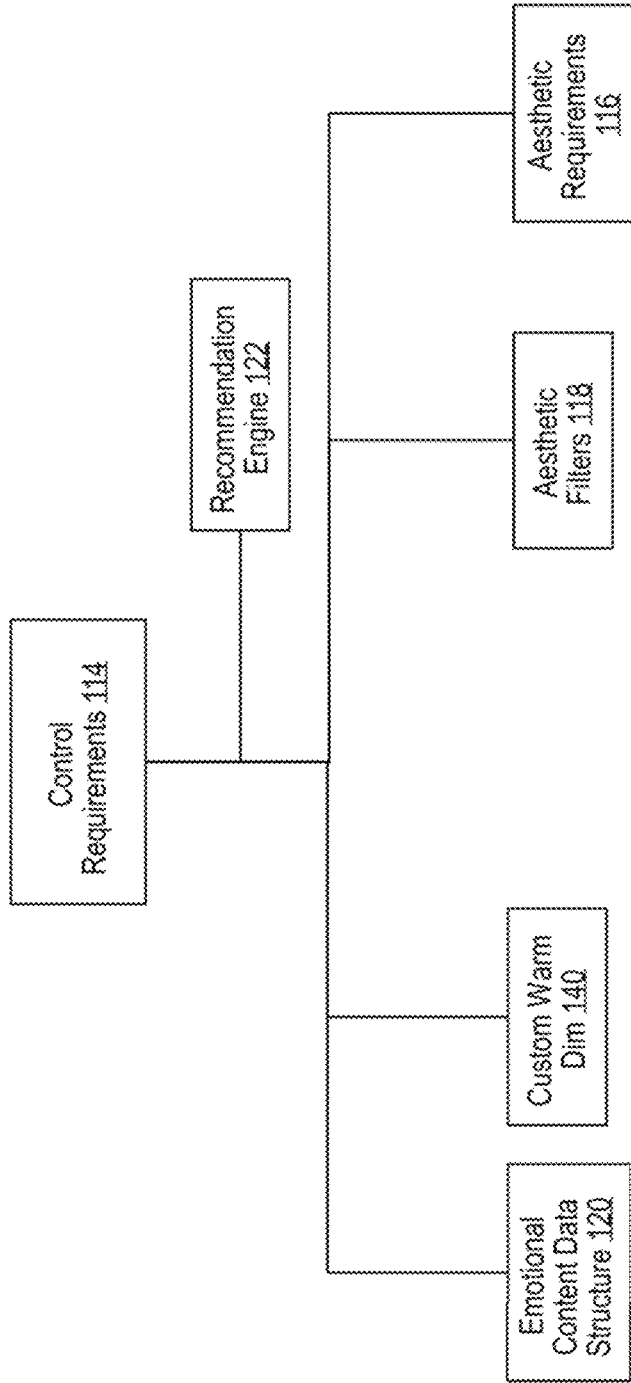 Control
Requirements 114
Recommendation
Engine 122
Emotional
Content Data
Structure 120
Custom Warm
Dim 140
Aesthetic
Filters 118
Aesthetic
Requirements
116